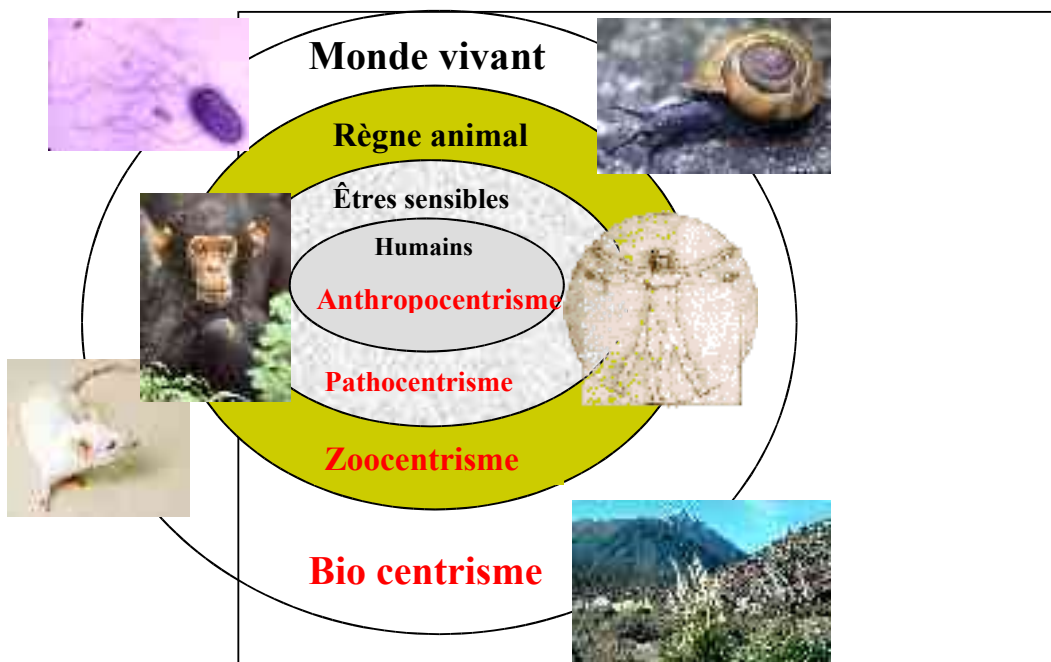 Monde vivant
Règne animal
Êtres sensibles
Humains
Anthropocentrisme
Pathocentrisme
Zoocentrisme
Bio centrisme